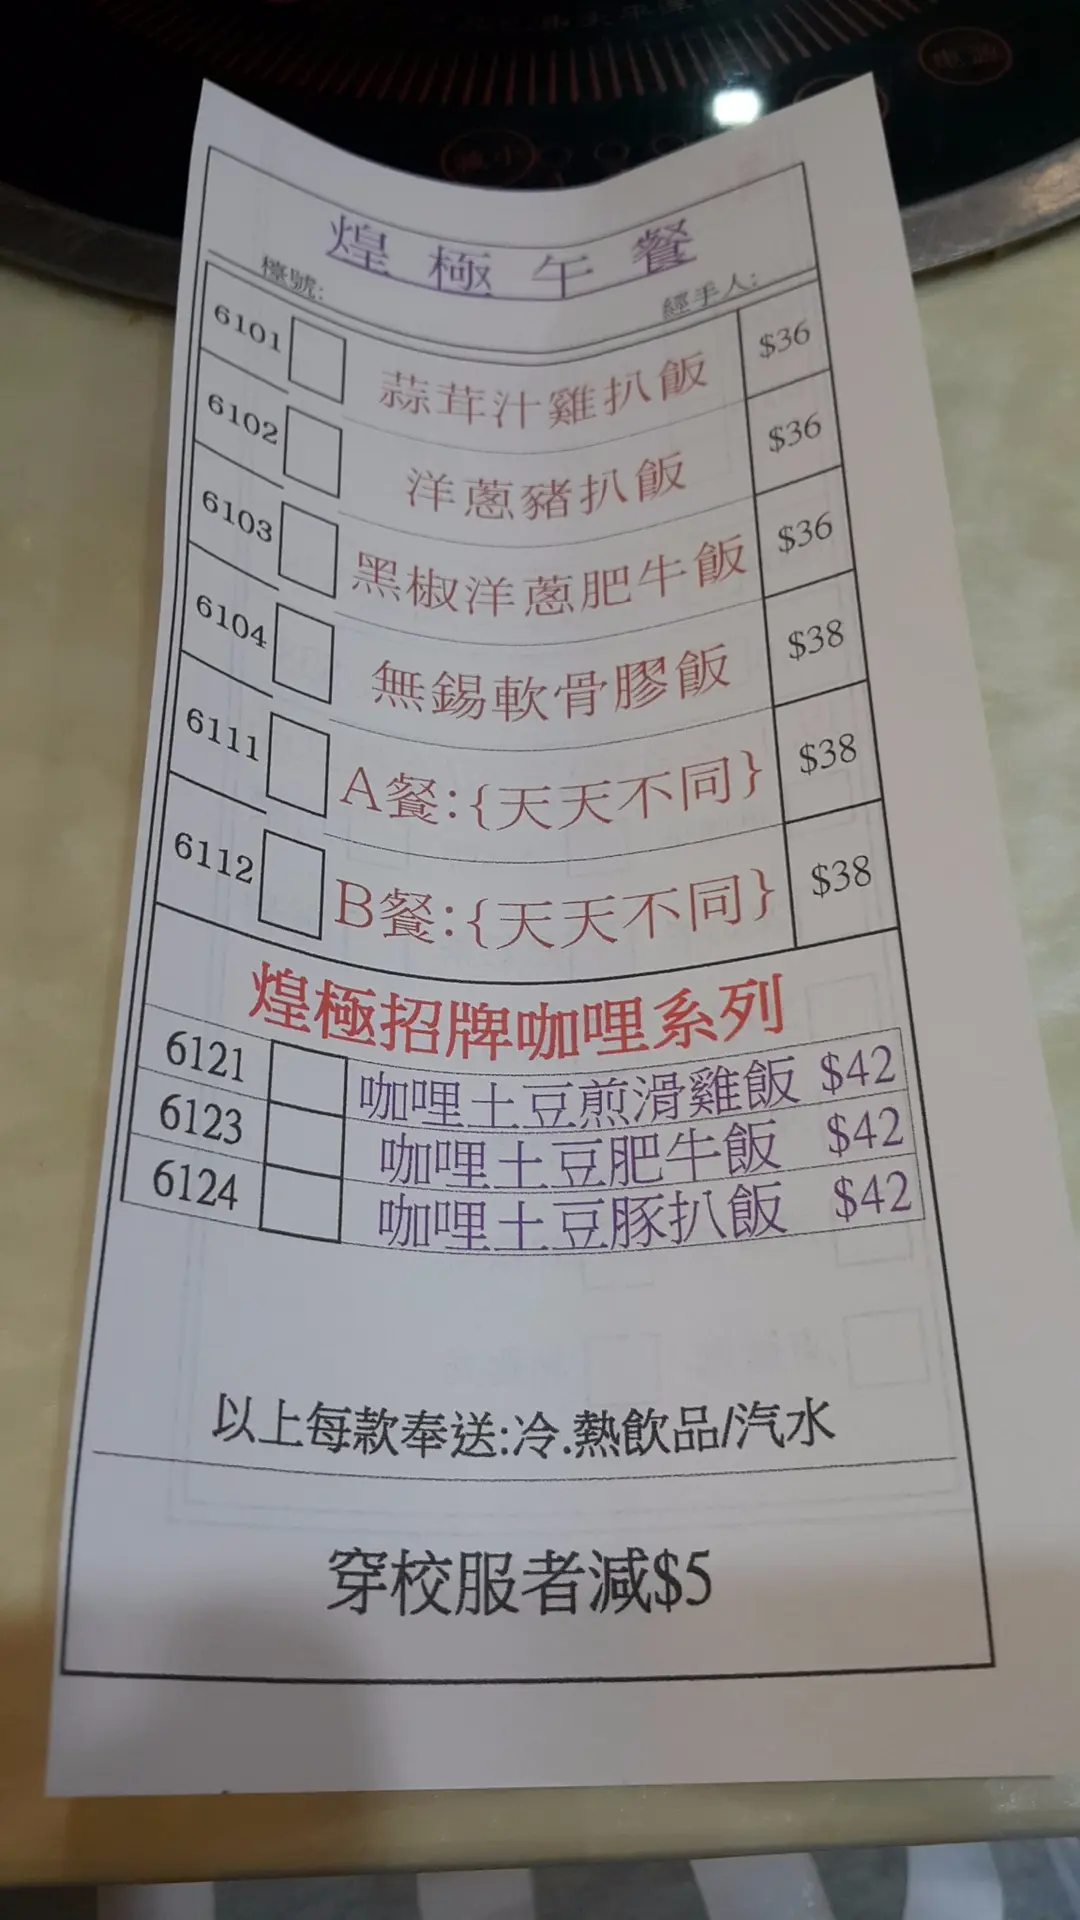 煌極午餐
檯號: 經手人:
6101 蒜茸汁雞扒飯 $36
6102 洋蔥豬扒飯 $36
6103 黑椒洋蔥肥牛飯 $36
6104 無錫軟骨膠飯 $38
6111 A餐:{天天不同} $38
6112 B餐:{天天不同} $38
煌極招牌咖哩系列
6121 咖哩土豆煎滑雞飯 $42
6123 咖哩土豆肥牛飯 $42
6124 咖哩土豆豚扒飯 $42
以上每款奉送:冷.熱飲品/汽水
穿校服者減$5